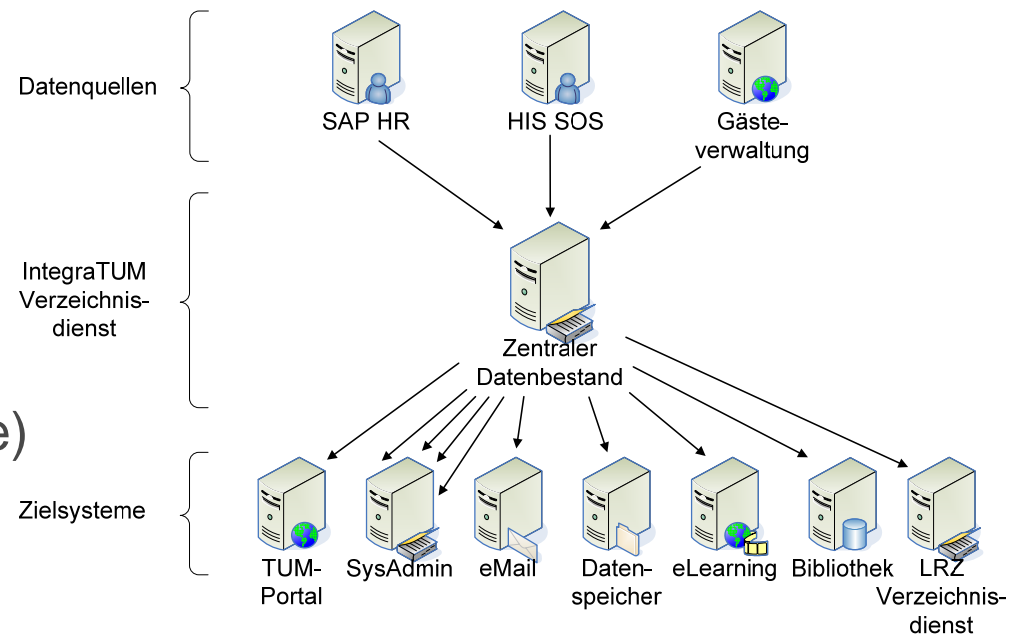 Datenquellen
SAP HR
HIS SOS
Gäste-
verwaltung
IntegraTUM
Verzeichnis-
dienst
Zentraler
Datenbestand
e)
Zielsysteme
TUM-
Portal
SysAdmin
eMail
Daten-
speicher
eLearning
Bibliothek
LRZ
Verzeichnis-
dienst